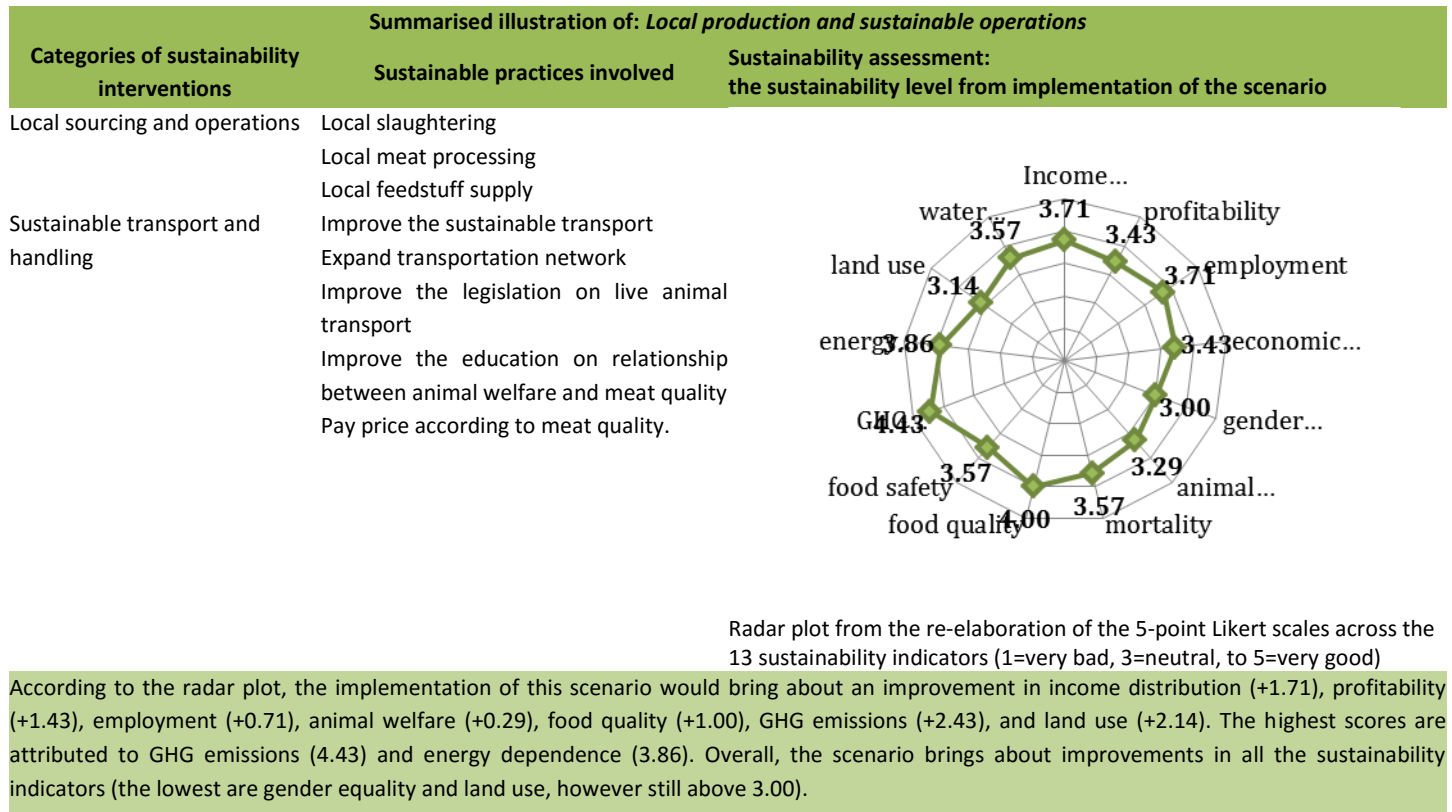 Summarised illustration of: Local production and sustainable operations
Categories of sustainability
interventions
Sustainable practices involved
Sustainability assessment:
the sustainability level from implementation of the scenario
Local sourcing and operations
Local slaughtering
Local meat processing
Local feedstuff supply
Sustainable transport and
handling
Improve the sustainable transport
Expand transportation network
Improve the legislation on live animal
transport
Improve the education on relationship
between animal welfare and meat quality
Pay price according to meat quality.
Income...
3.71
profitability
3.43
employment
3.71
economic...
3.43
gender...
3.00
animal...
3.29
mortality
3.57
food quality
4.00
food safety
3.57
GHG...
4.43
energy
3.86
land use
3.14
water...
3.57
Radar plot from the re-elaboration of the 5-point Likert scales across the
13 sustainability indicators (1=very bad, 3=neutral, to 5=very good)
According to the radar plot, the implementation of this scenario would bring about an improvement in income distribution (+1.71), profitability
(+1.43), employment (+0.71), animal welfare (+0.29), food quality (+1.00), GHG emissions (+2.43), and land use (+2.14). The highest scores are
attributed to GHG emissions (4.43) and energy dependence (3.86). Overall, the scenario brings about improvements in all the sustainability
indicators (the lowest are gender equality and land use, however still above 3.00).